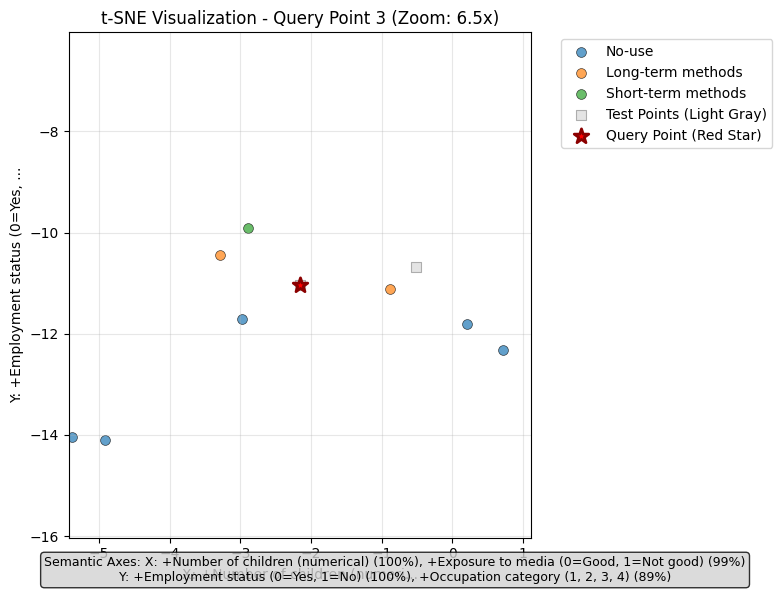 t-SNE Visualization - Query Point 3 (Zoom: 6.5x)
No-use
Long-term methods
Short-term methods
Test Points (Light Gray)
Query Point (Red Star)
Y: +Employment status (0=Yes, ...
−8
−10
−12
−14
−16
−5
−4
−3
−2
−1
0
1
Semantic Axes: X: +Number of children (numerical) (100%), +Exposure to media (0=Good, 1=Not good) (99%)
Y: +Employment status (0=Yes, 1=No) (100%), +Occupation category (1, 2, 3, 4) (89%)